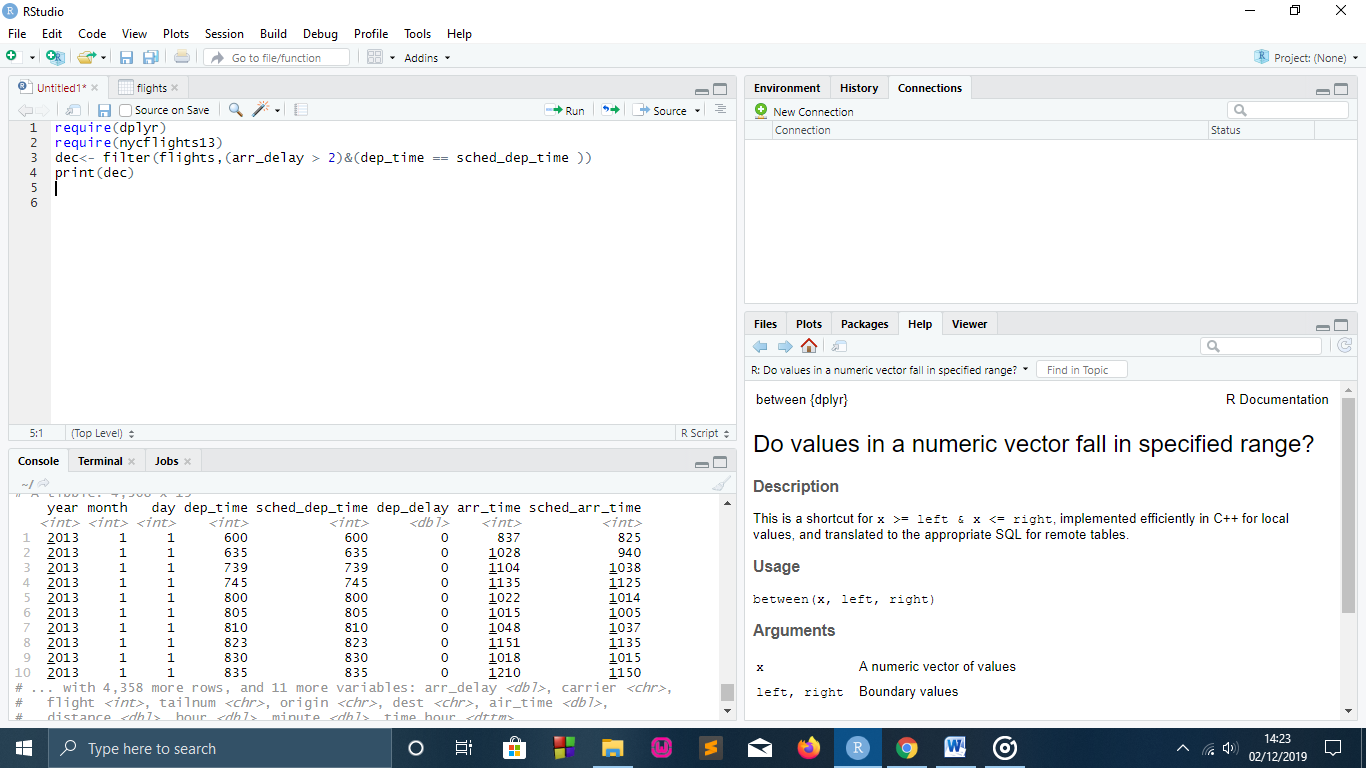 RStudio
File Edit Code View Plots Session Build Debug Profile Tools Help
Go to file/function Addins Project: (None)
Untitled1* flights
Source on Save Run Source
1 require(dplyr)
2 require(nycflights13)
3 dec<- filter(flights,(arr_delay > 2)&(dep_time == sched_dep_time ))
4 print(dec)
5
6
5:1 (Top Level) R Script
Console Terminal Jobs
~/
year month day dep_time sched_dep_time dep_delay arr_time sched_arr_time
<int> <int> <int> <int> <int> <dbl> <int> <int>
1 2013 1 1 600 600 0 837 825
2 2013 1 1 635 635 0 1028 940
3 2013 1 1 739 739 0 1104 1038
4 2013 1 1 745 745 0 1135 1125
5 2013 1 1 800 800 0 1022 1014
6 2013 1 1 805 805 0 1015 1005
7 2013 1 1 810 810 0 1048 1037
8 2013 1 1 823 823 0 1151 1135
9 2013 1 1 830 830 0 1018 1015
10 2013 1 1 835 835 0 1210 1150
# ... with 4,358 more rows, and 11 more variables: arr_delay <dbl>, carrier <chr>,
# flight <int>, tailnum <chr>, origin <chr>, dest <chr>, air_time <dbl>,
# distance <dbl>, hour <dbl>, minute <dbl>, time_hour <dttm>
Environment History Connections
New Connection
Connection Status
Files Plots Packages Help Viewer
R: Do values in a numeric vector fall in specified range? Find in Topic
between {dplyr} R Documentation
Do values in a numeric vector fall in specified range?
Description
This is a shortcut for x >= left & x <= right, implemented efficiently in C++ for local
values, and translated to the appropriate SQL for remote tables.
Usage
between(x, left, right)
Arguments
x A numeric vector of values
left, right Boundary values
Type here to search
14:23
02/12/2019